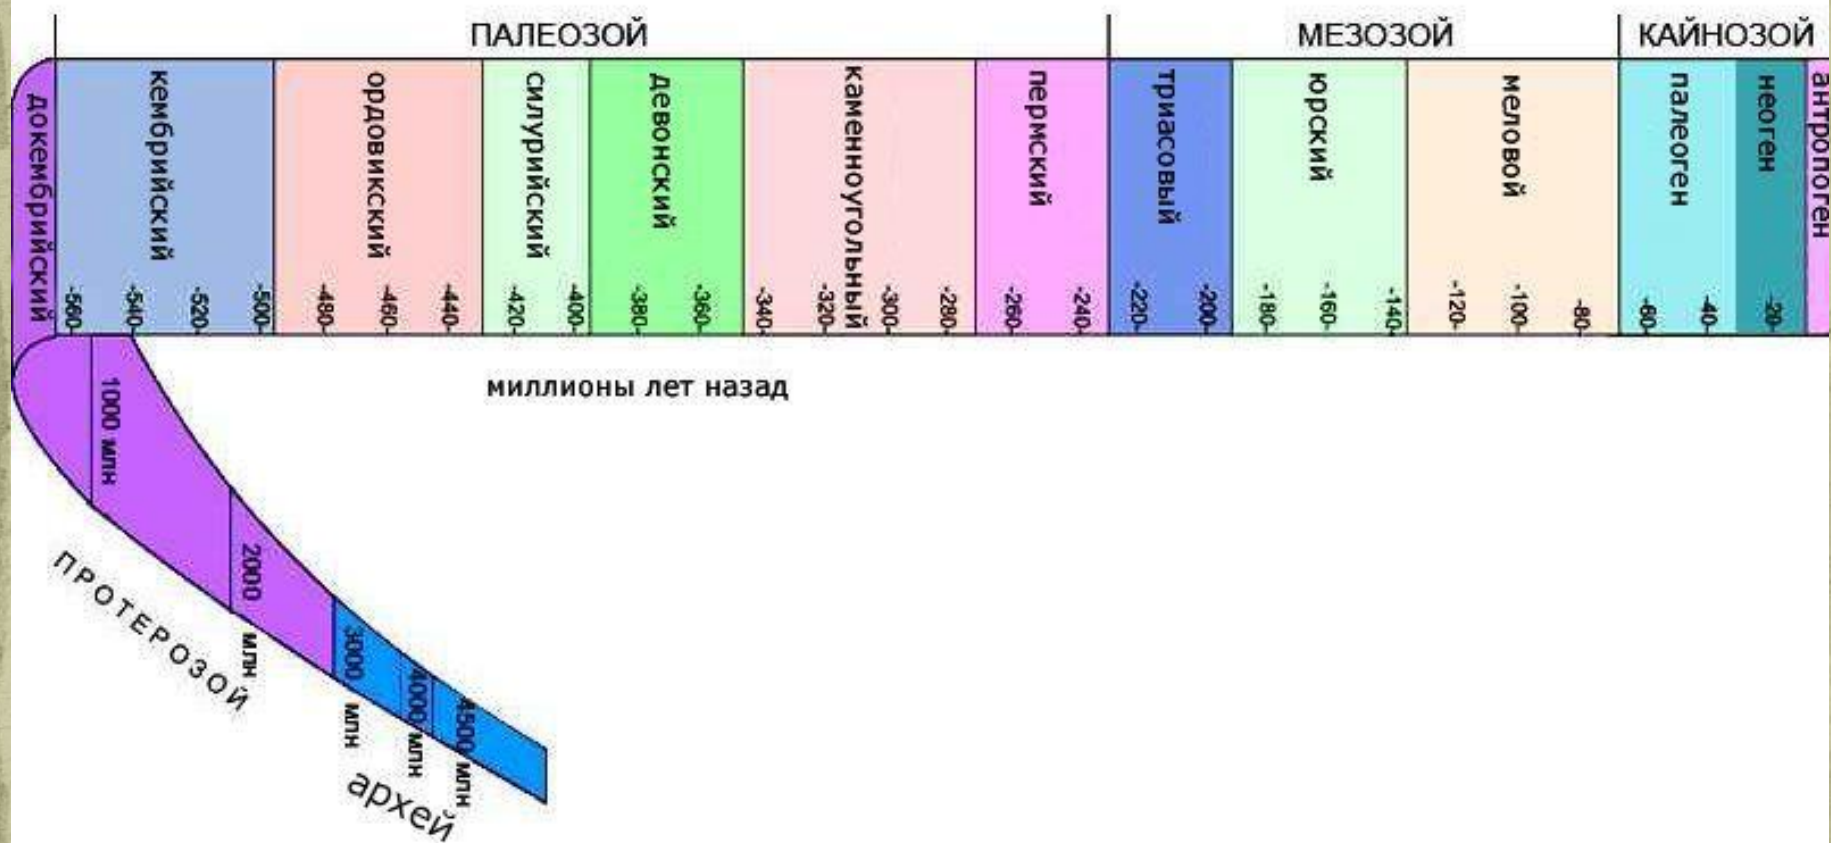 ПАЛЕОЗОЙ
МЕЗОЗОЙ
КАЙНОЗОЙ
докембрийский
кембрийский
ордовикский
силурийский
девонский
каменноугольный
пермский
триасовый
юрский
меловой
палеоген
неоген
антропоген
-560-
-540-
-520-
-500-
-480-
-460-
-440-
-420-
-400-
-380-
-360-
-340-
-320-
-300-
-280-
-260-
-240-
-220-
-200-
-180-
-160-
-140-
-120-
-100-
-80-
-60-
-40-
-20-
миллионы лет назад
1000 млн
2000 млн
3000 млн
4000 млн
4500 млн
ПРОТЕРОЗОЙ
архей